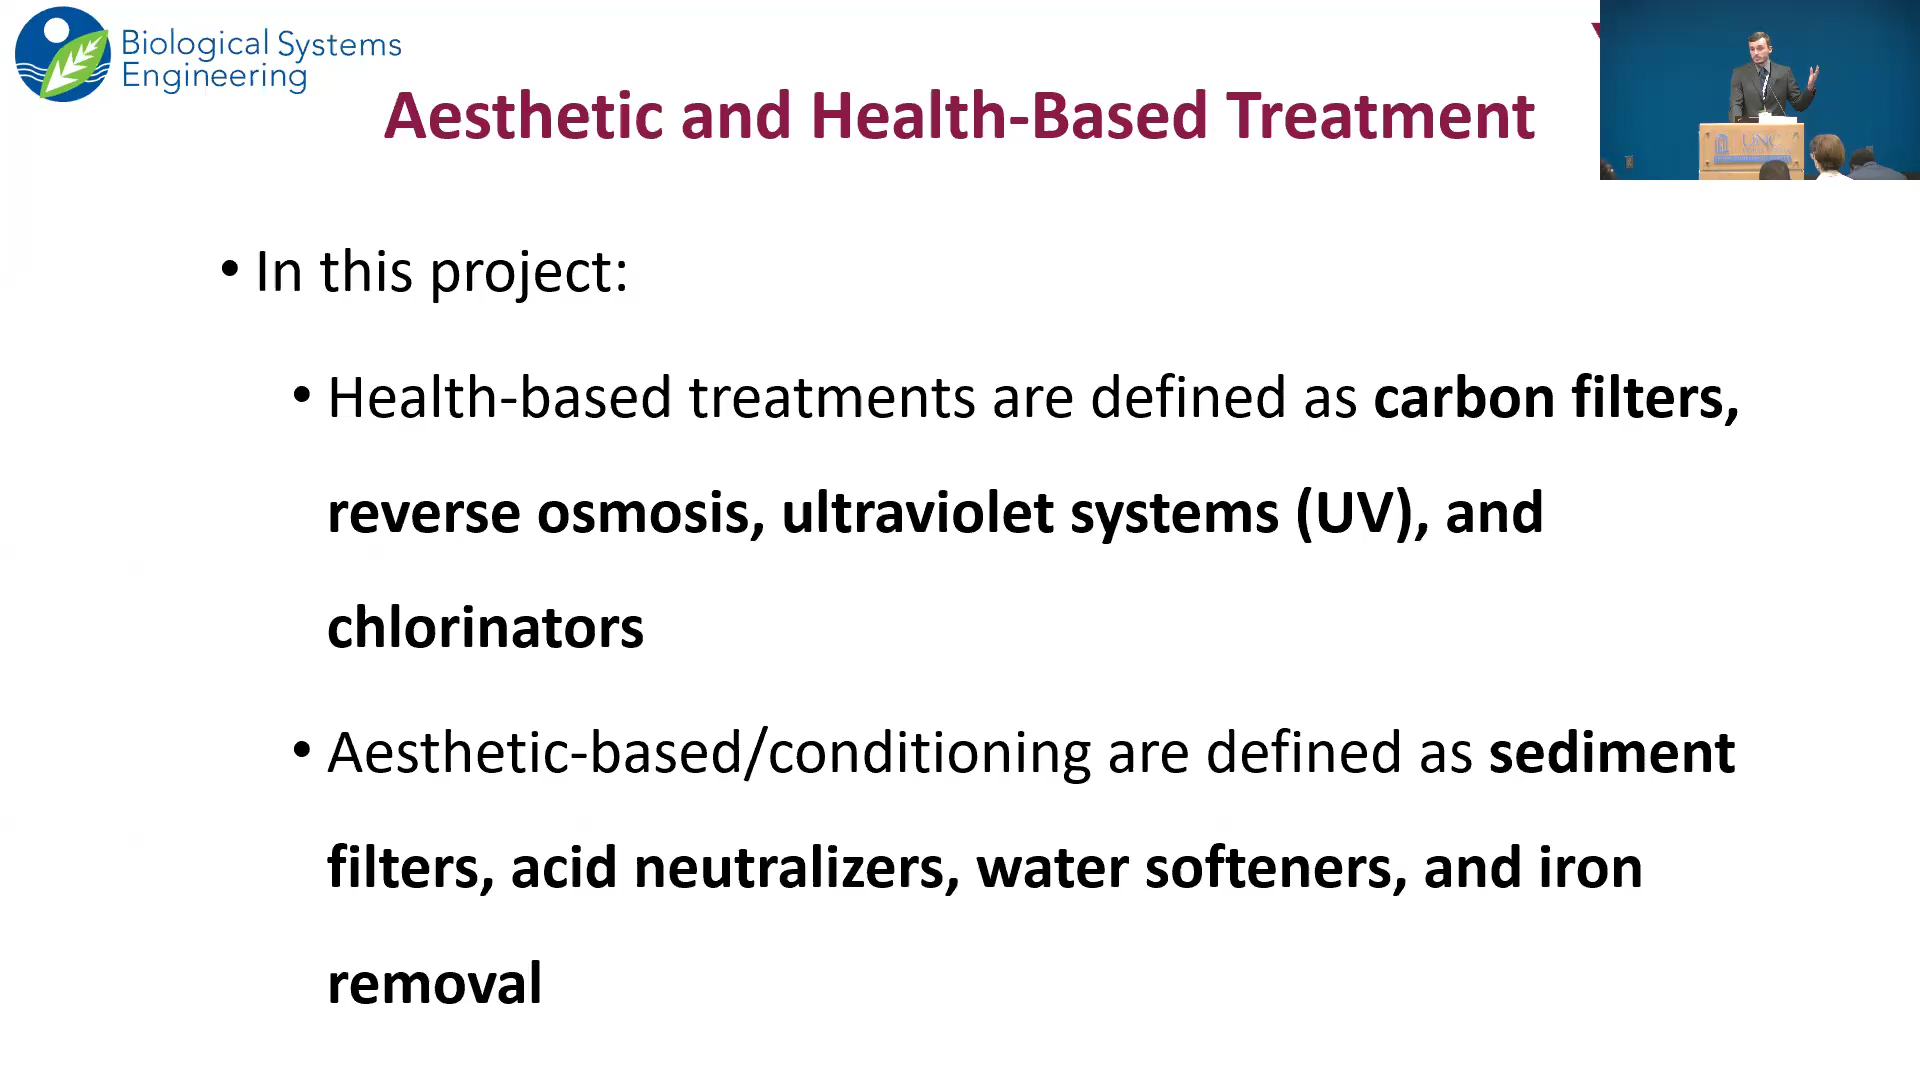 Biological Systems
Engineering
Aesthetic and Health-Based Treatment
UNC
• In this project:
• Health-based treatments are defined as carbon filters,
reverse osmosis, ultraviolet systems (UV), and
chlorinators
• Aesthetic-based/conditioning are defined as sediment
filters, acid neutralizers, water softeners, and iron
removal